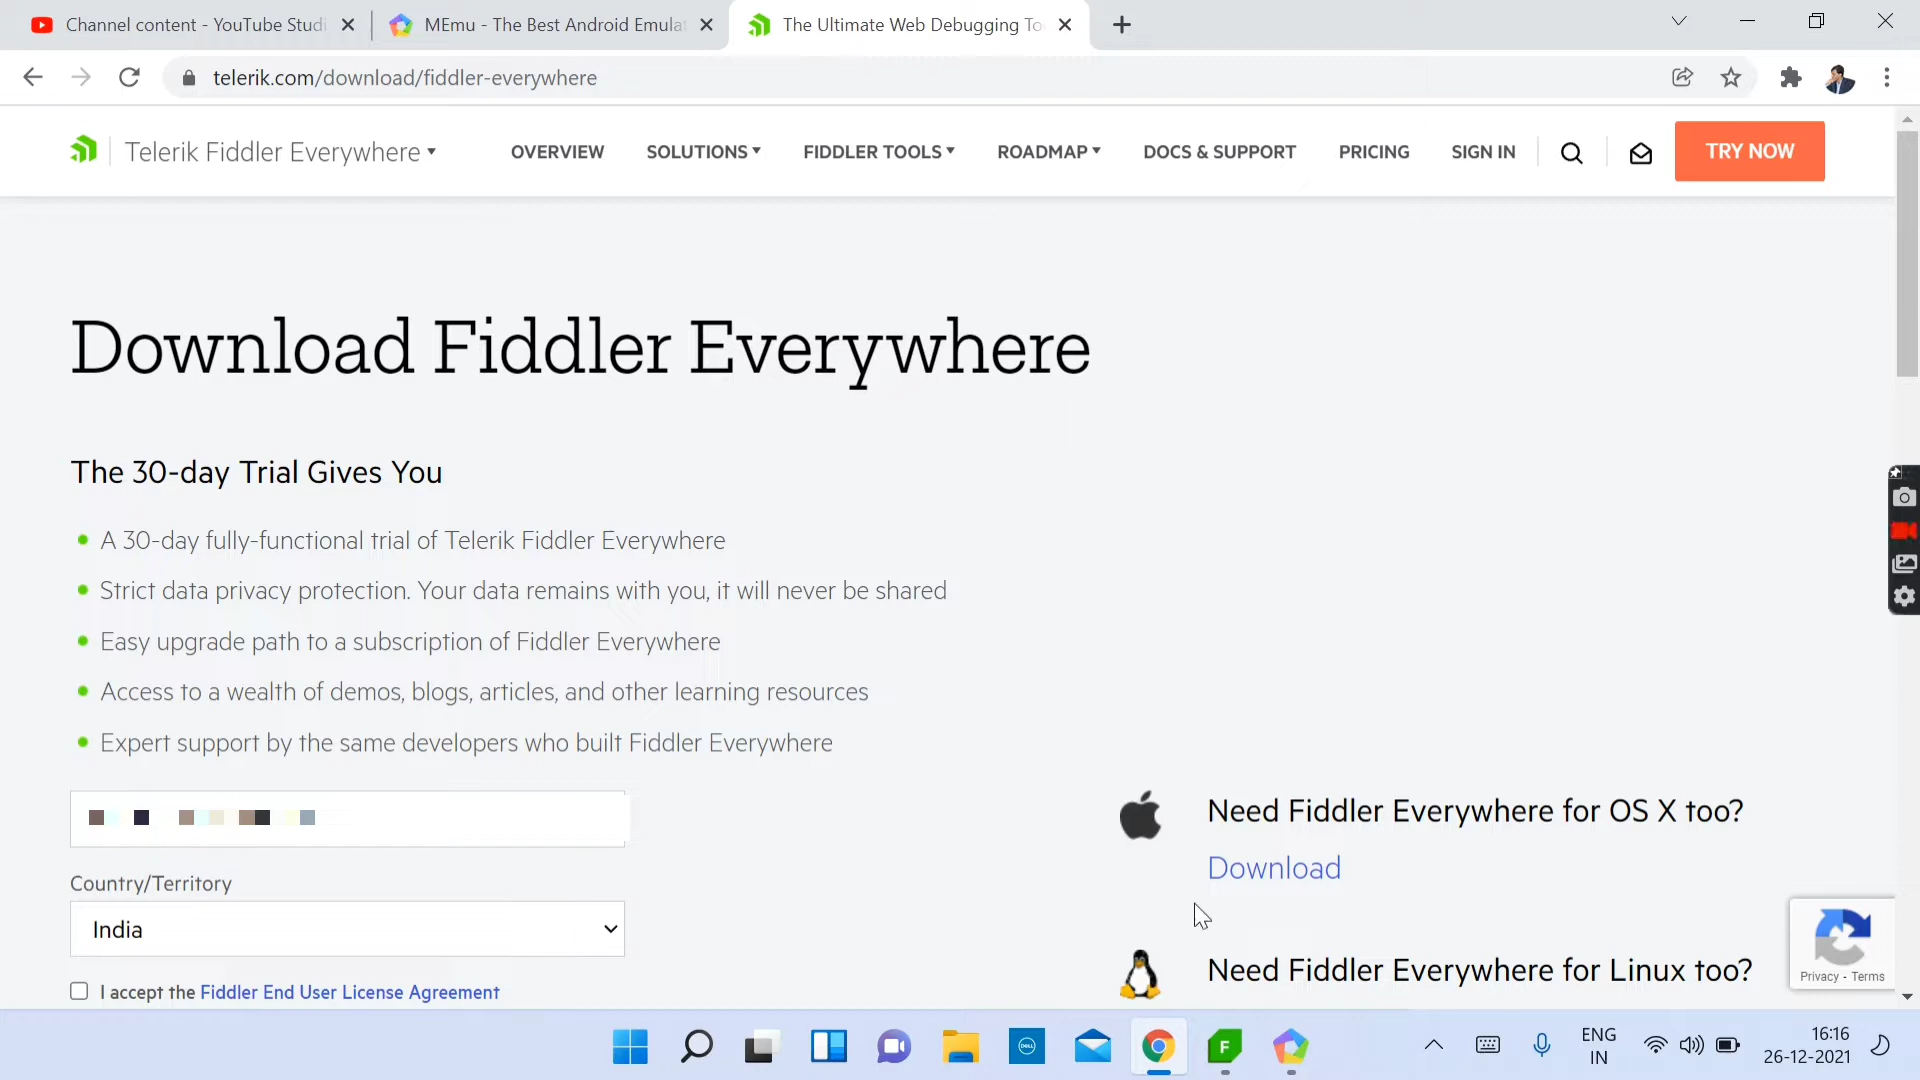 Channel content - YouTube Studi
MEmu - The Best Android Emulat
The Ultimate Web Debugging To
telerik.com/download/fiddler-everywhere
Telerik Fiddler Everywhere
OVERVIEW
SOLUTIONS
FIDDLER TOOLS
ROADMAP
DOCS & SUPPORT
PRICING
SIGN IN
TRY NOW
Download Fiddler Everywhere
The 30-day Trial Gives You
A 30-day fully-functional trial of Telerik Fiddler Everywhere
Strict data privacy protection. Your data remains with you, it will never be shared
Easy upgrade path to a subscription of Fiddler Everywhere
Access to a wealth of demos, blogs, articles, and other learning resources
Expert support by the same developers who built Fiddler Everywhere
Country/Territory
India
I accept the Fiddler End User License Agreement
Need Fiddler Everywhere for OS X too?
Download
Need Fiddler Everywhere for Linux too?
Privacy - Terms
DELL
F
ENG
IN
16:16
26-12-2021